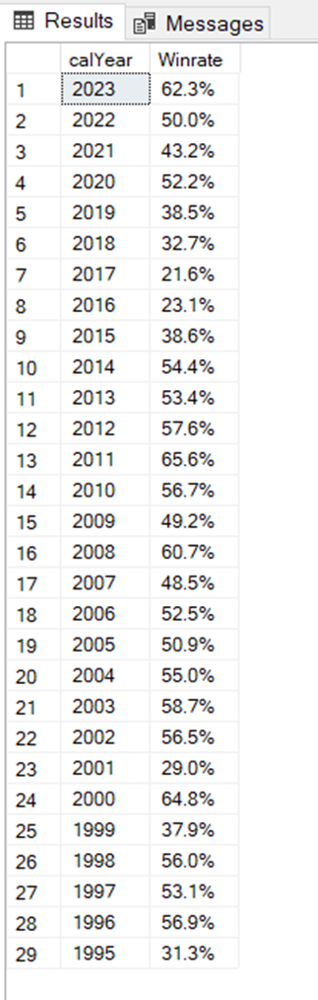 Results Messages
calYear Winrate
1 2023 62.3%
2 2022 50.0%
3 2021 43.2%
4 2020 52.2%
5 2019 38.5%
6 2018 32.7%
7 2017 21.6%
8 2016 23.1%
9 2015 38.6%
10 2014 54.4%
11 2013 53.4%
12 2012 57.6%
13 2011 65.6%
14 2010 56.7%
15 2009 49.2%
16 2008 60.7%
17 2007 48.5%
18 2006 52.5%
19 2005 50.9%
20 2004 55.0%
21 2003 58.7%
22 2002 56.5%
23 2001 29.0%
24 2000 64.8%
25 1999 37.9%
26 1998 56.0%
27 1997 53.1%
28 1996 56.9%
29 1995 31.3%